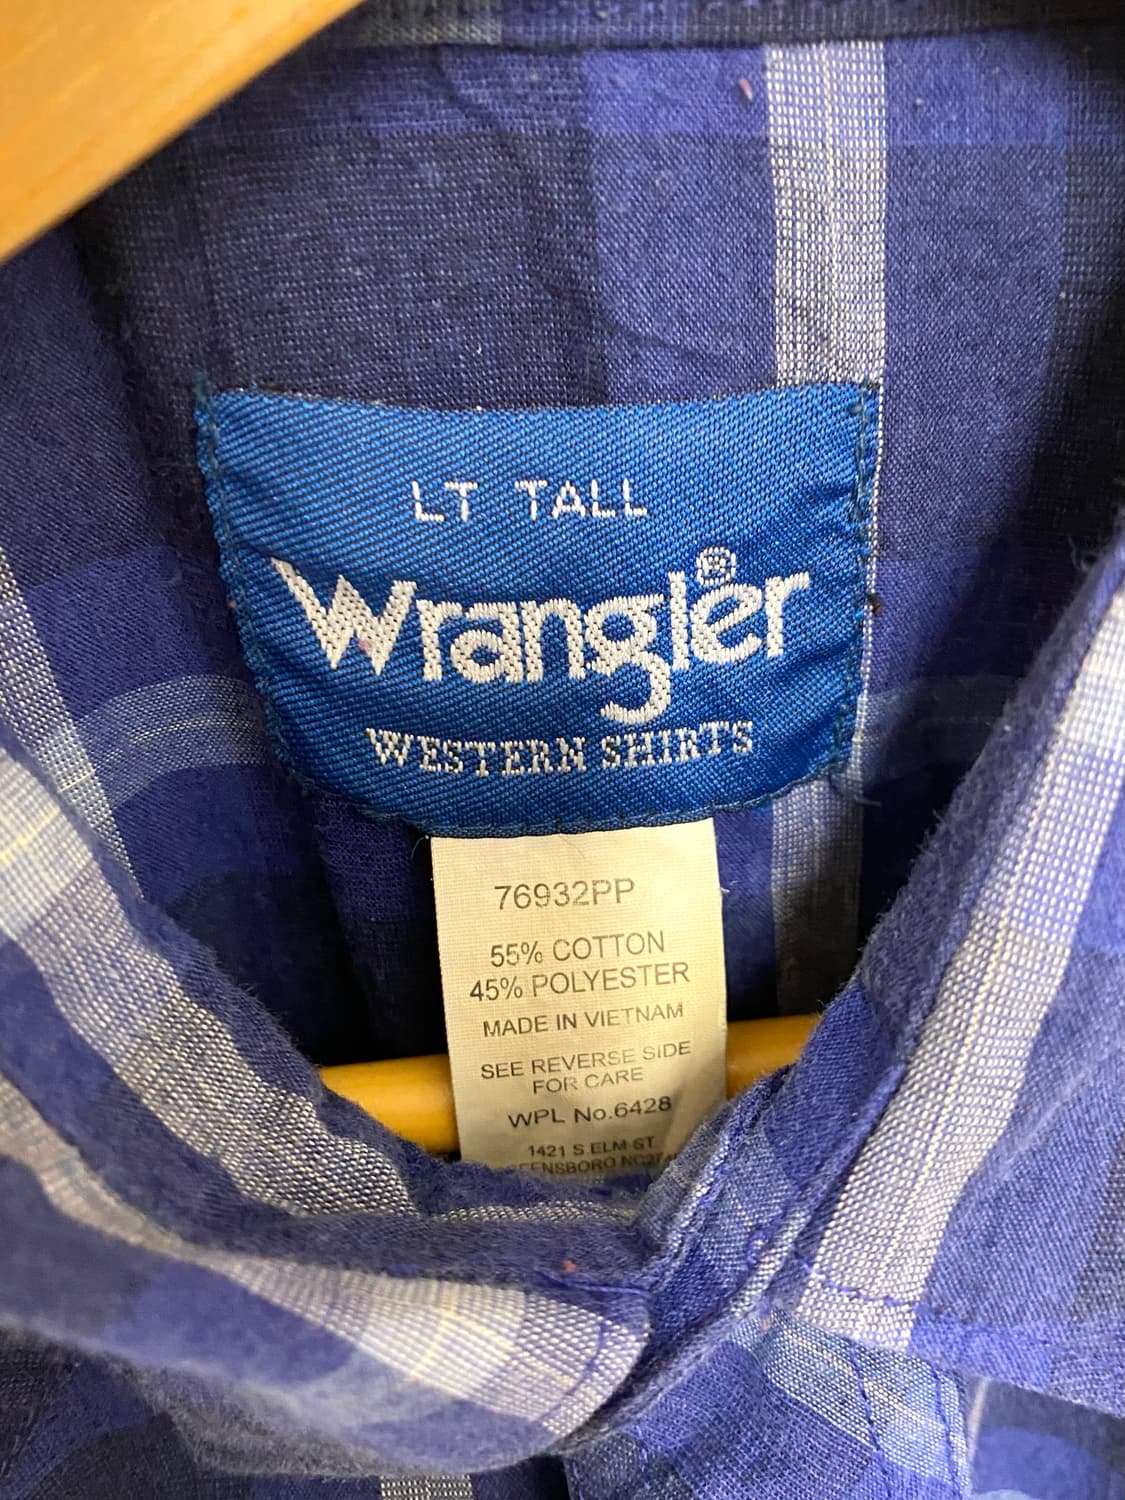 LT TALL
Wrangler®
WESTERN SHIRTS
76932PP
55% COTTON
45% POLYESTER
MADE IN VIETNAM
SEE REVERSE SIDE
FOR CARE
WPL No.6428
1421 S.ELM ST.